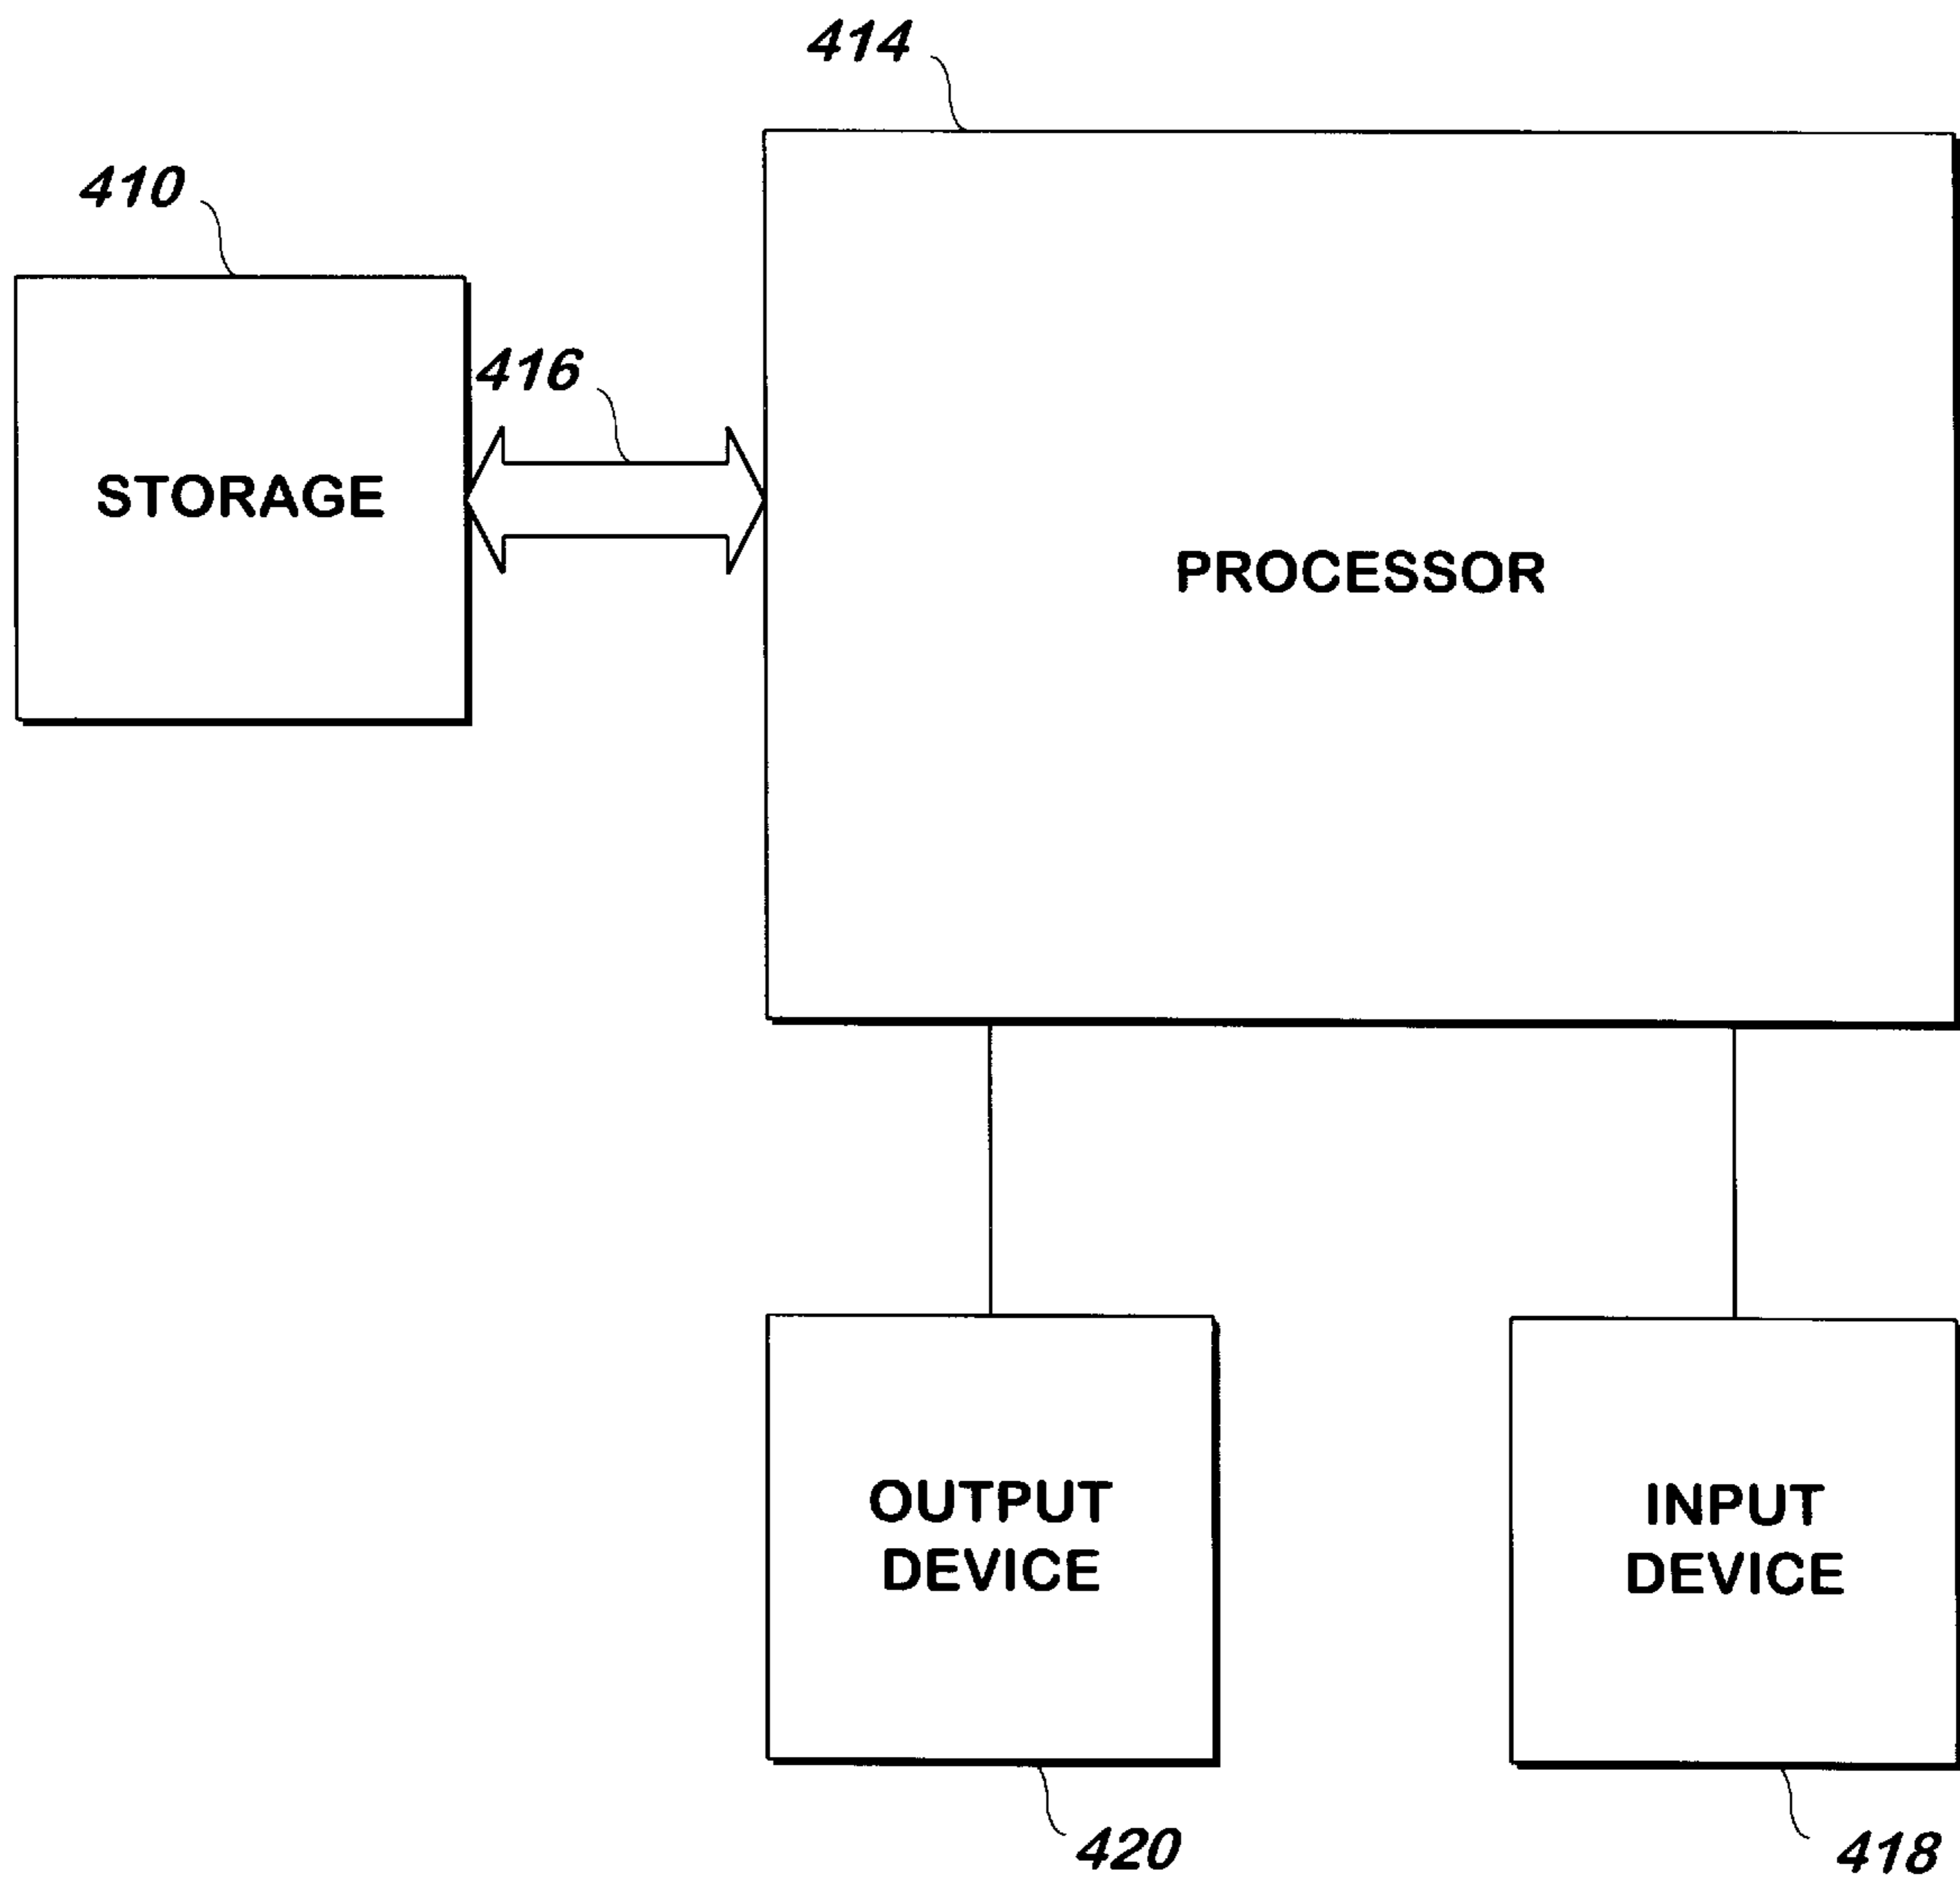 414
410
416
STORAGE
PROCESSOR
OUTPUT
DEVICE
INPUT
DEVICE
420
418